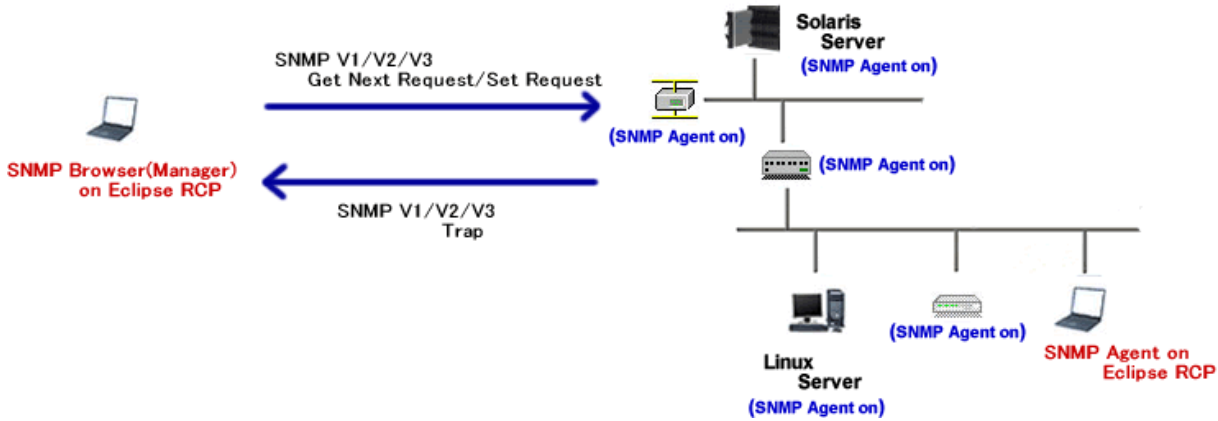 SNMP V1/V2/V3
Get Next Request/Set Request
SNMP Browser(Manager)
on Eclipse RCP
SNMP V1/V2/V3
Trap
Solaris
Server
(SNMP Agent on)
(SNMP Agent on)
(SNMP Agent on)
Linux
Server
(SNMP Agent on)
(SNMP Agent on)
SNMP Agent on
Eclipse RCP